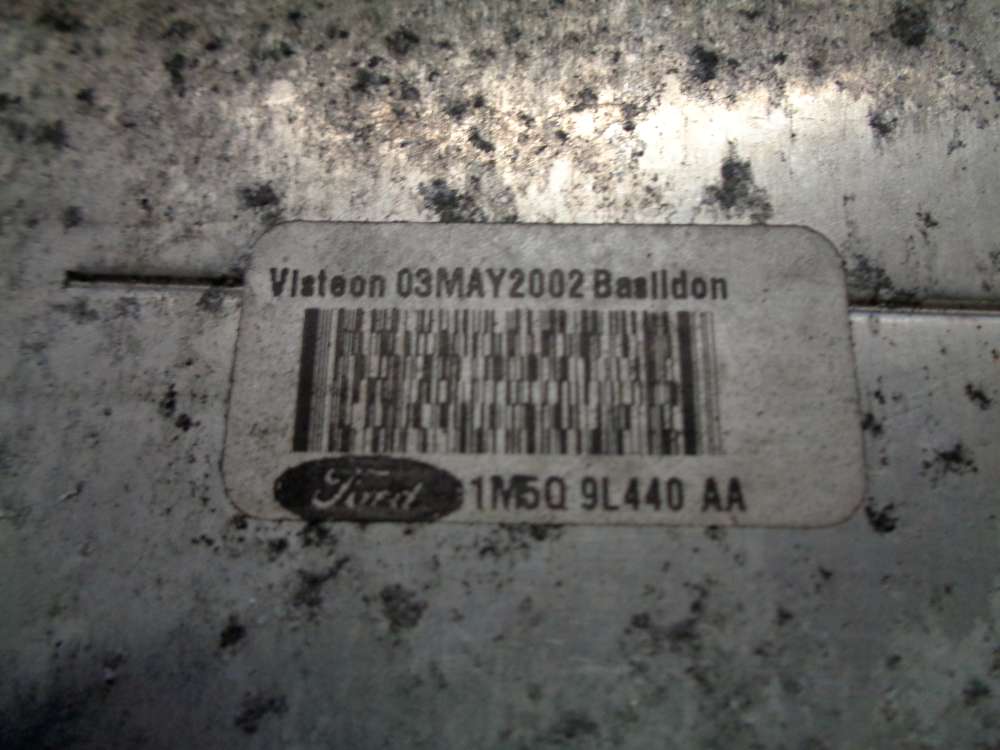 Visteon 03MAY2002 Basildon
Ford 1M5Q 9L440 AA